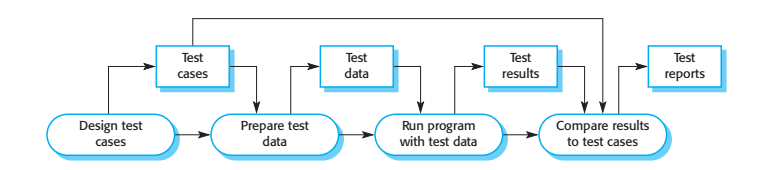 Test
cases
Test
data
Test
results
Test
reports
Design test
cases
Prepare test
data
Run program
with test data
Compare results
to test cases